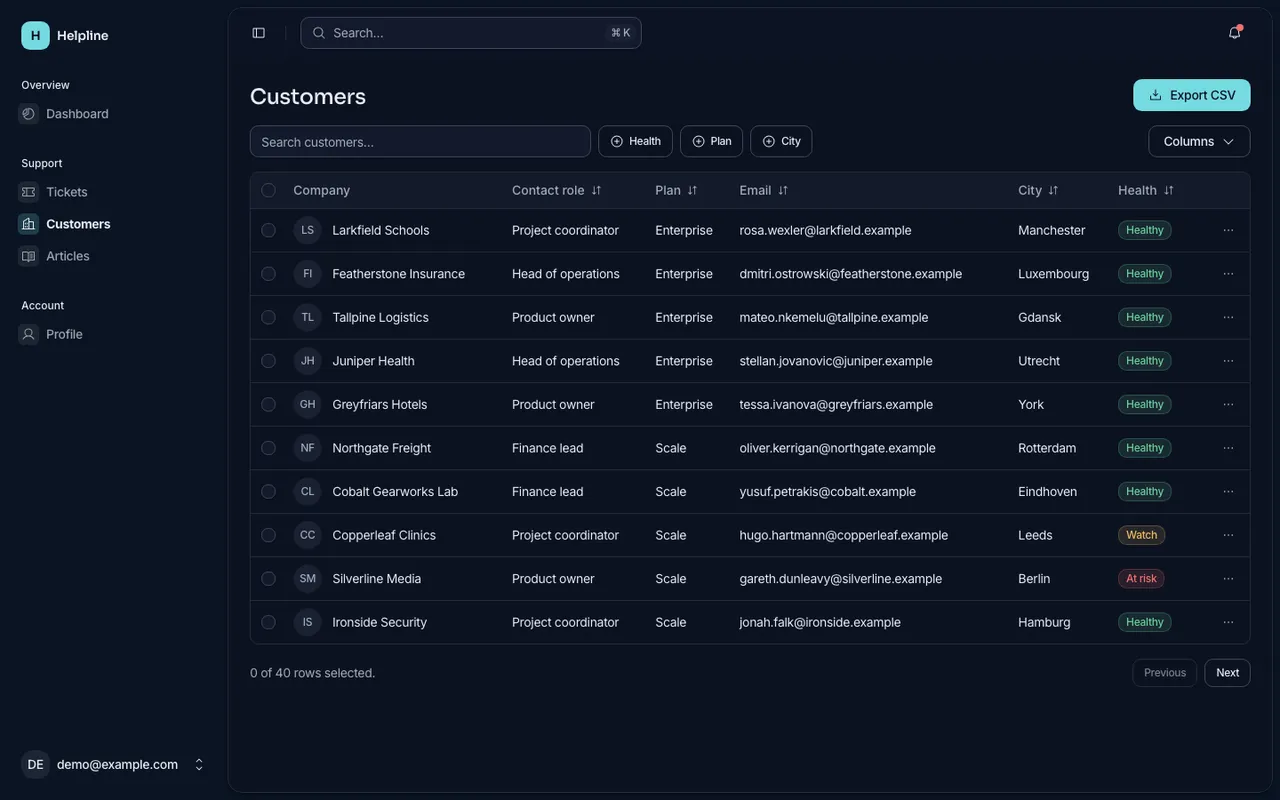 H Helpline
Overview
Dashboard
Support
Tickets
Customers
Articles
Account
Profile
DE demo@example.com
Search... ⌘ K
Customers
Export CSV
Search customers...
Health
Plan
City
Columns
Company Contact role Plan Email City Health
LS Larkfield Schools Project coordinator Enterprise rosa.wexler@larkfield.example Manchester Healthy ...
FI Featherstone Insurance Head of operations Enterprise dmitri.ostrowski@featherstone.example Luxembourg Healthy ...
TL Tallpine Logistics Product owner Enterprise mateo.nkemelu@tallpine.example Gdansk Healthy ...
JH Juniper Health Head of operations Enterprise stellan.jovanovic@juniper.example Utrecht Healthy ...
GH Greyfriars Hotels Product owner Enterprise tessa.ivanova@greyfriars.example York Healthy ...
NF Northgate Freight Finance lead Scale oliver.kerrigan@northgate.example Rotterdam Healthy ...
CL Cobalt Gearworks Lab Finance lead Scale yusuf.petrakis@cobalt.example Eindhoven Healthy ...
CC Copperleaf Clinics Project coordinator Scale hugo.hartmann@copperleaf.example Leeds Watch ...
SM Silverline Media Product owner Scale gareth.dunleavy@silverline.example Berlin At risk ...
IS Ironside Security Project coordinator Scale jonah.falk@ironside.example Hamburg Healthy ...
0 of 40 rows selected.
Previous
Next